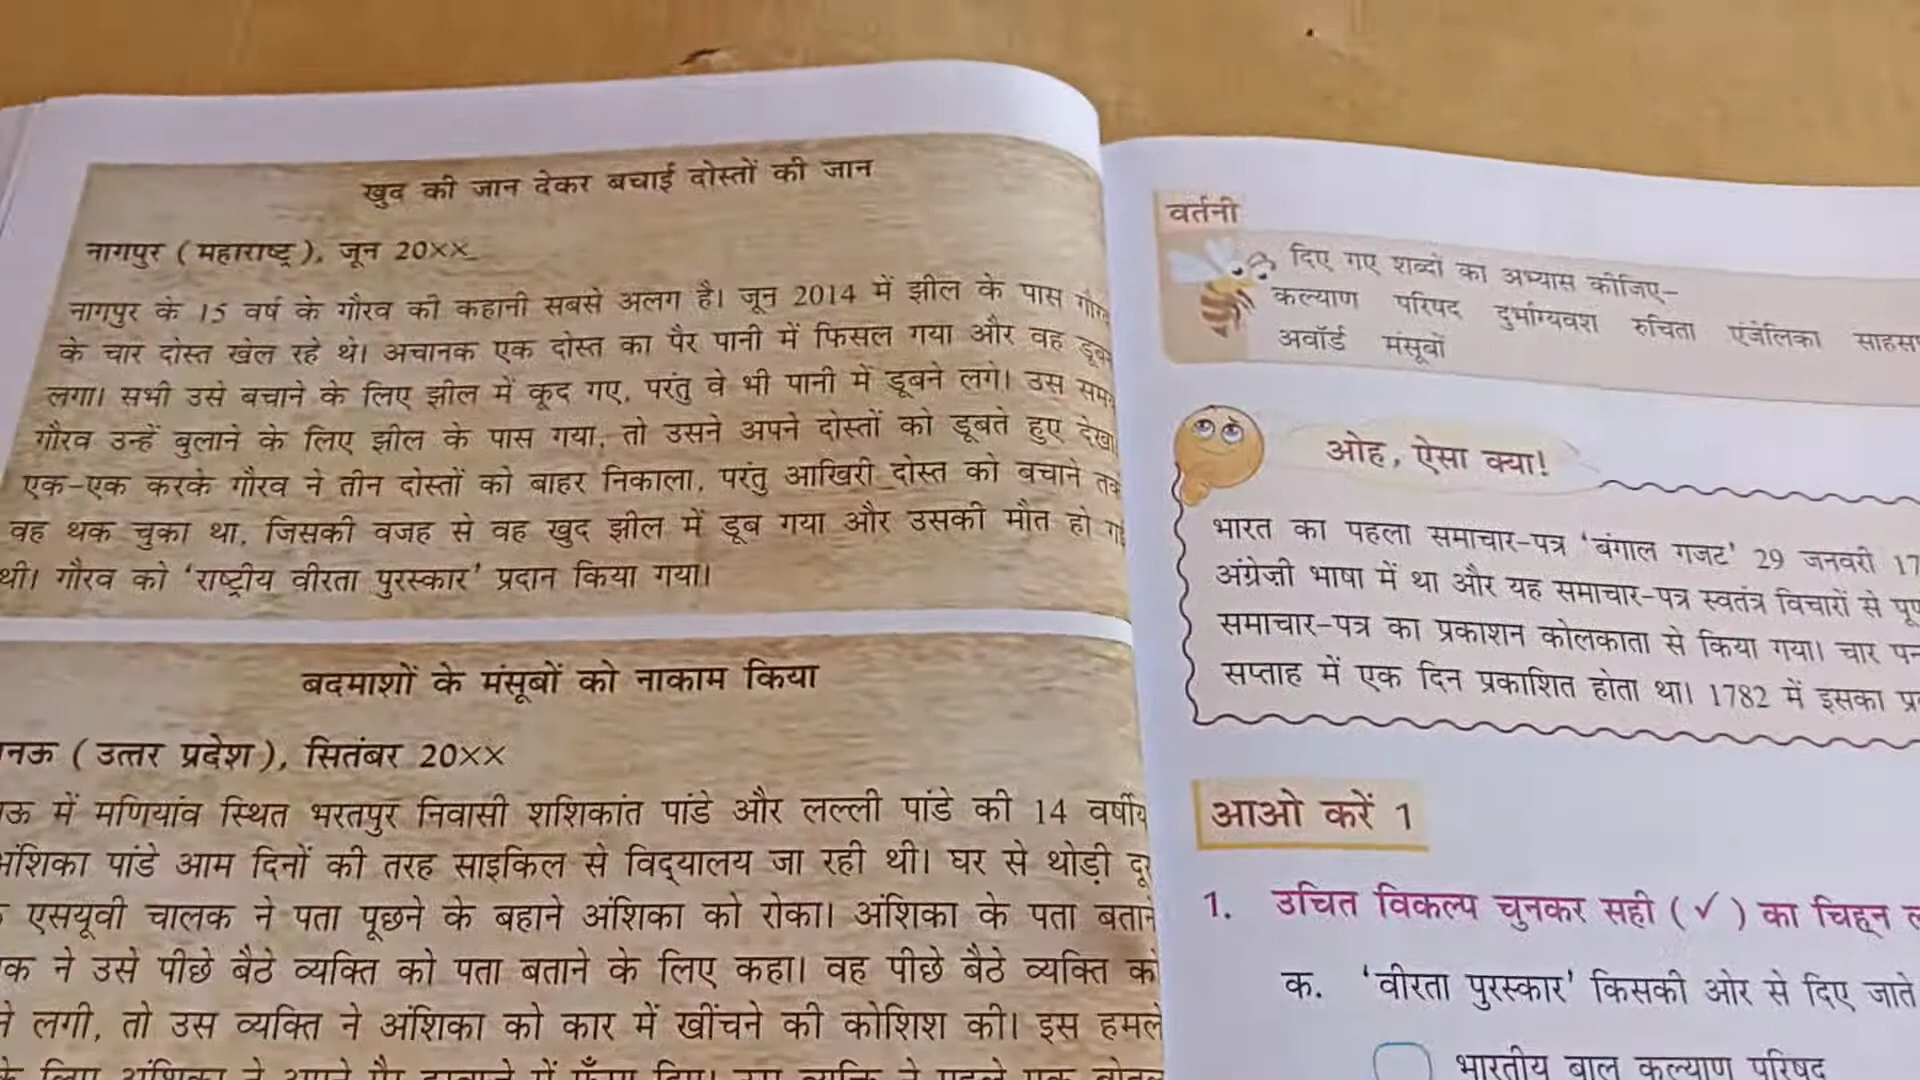 खुद की जान देकर बचाई दोस्तों की जान
नागपुर ( महाराष्ट्र ), जून 20××
नागपुर के 15 वर्ष के गौरव की कहानी सबसे अलग है। जून 2014 में झील के पास
के चार दोस्त खेल रहे थे। अचानक एक दोस्त का पैर पानी में फिसल गया और वह
लगा। सभी उसे बचाने के लिए झील में कूद गए, परंतु वे भी पानी में डूबने लगे। उस
गौरव उन्हें बुलाने के लिए झील के पास गया, तो उसने अपने दोस्तों को डूबते हुए देखा
एक-एक करके गौरव ने तीन दोस्तों को बाहर निकाला, परंतु आखिरी दोस्त को बचाने तक
वह थक चुका था, जिसकी वजह से वह खुद झील में डूब गया और उसकी मौत हो
थी। गौरव को ‘राष्ट्रीय वीरता पुरस्कार’ प्रदान किया गया।
बदमाशों के मंसूबों को नाकाम किया
( उत्तर प्रदेश ), सितंबर 20××
में मणियांव स्थित भरतपुर निवासी शशिकांत पांडे और लल्ली पांडे की 14 वर्षीय
अंशिका पांडे आम दिनों की तरह साइकिल से विद्यालय जा रही थी। घर से थोड़ी दूर
एसयूवी चालक ने पता पूछने के बहाने अंशिका को रोका। अंशिका के पता बताने
ने उसे पीछे बैठे व्यक्ति को पता बताने के लिए कहा। वह पीछे बैठे व्यक्ति को
लगी, तो उस व्यक्ति ने अंशिका को कार में खींचने की कोशिश की। इस हमले
वर्तनी
दिए गए शब्दों का अभ्यास कीजिए–
कल्याण परिषद दुर्भाग्यवश रुचिता एंजेलिका
अवॉर्ड मंसूबों
ओह, ऐसा क्या!
भारत का पहला समाचार-पत्र ‘बंगाल गजट’ 29 जनवरी 17
अंग्रेज़ी भाषा में था और यह समाचार-पत्र स्वतंत्र विचारों से
समाचार-पत्र का प्रकाशन कोलकाता से किया गया। चार
सप्ताह में एक दिन प्रकाशित होता था। 1782 में इसका
आओ करें 1
1. उचित विकल्प चुनकर सही ( ✓ ) का चिह्न
क. ‘वीरता पुरस्कार’ किसकी ओर से दिए जाते
भारतीय बाल कल्याण परिषद